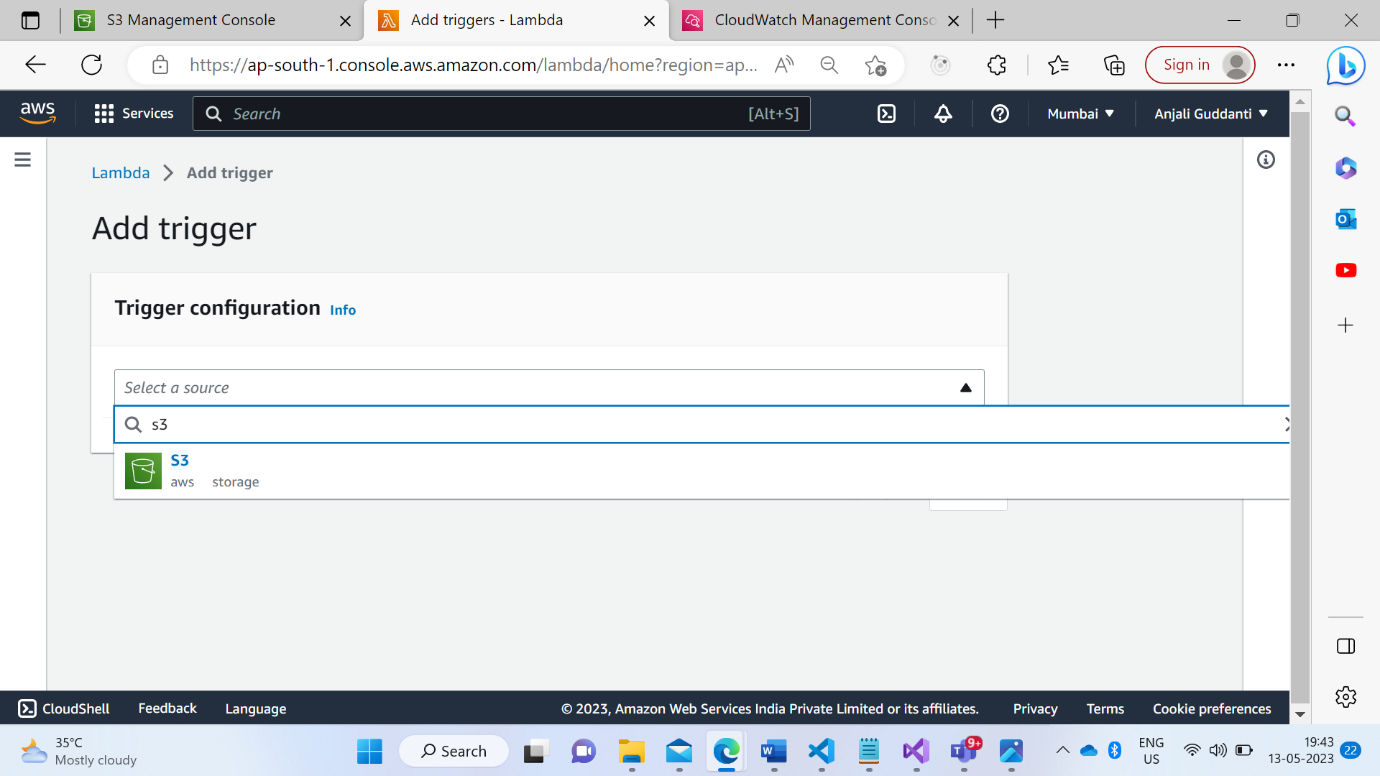 S3 Management Console
Add triggers - Lambda
CloudWatch Management Conso
https://ap-south-1.console.aws.amazon.com/lambda/home?region=ap...
A
Sign in
aws
Services
Search
[Alt+S]
Mumbai
Anjali Guddanti
Lambda
Add trigger
Add trigger
Trigger configuration Info
Select a source
s3
S3
aws storage
CloudShell
Feedback
Language
© 2023, Amazon Web Services India Private Limited or its affiliates.
Privacy
Terms
Cookie preferences
35°C
Mostly cloudy
Search
9+
ENG
US
19:43
13-05-2023
22